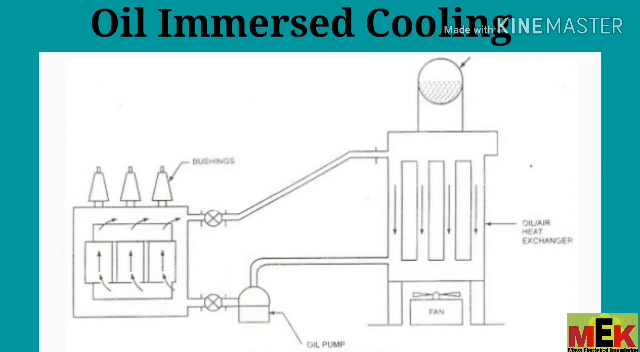 Oil Immersed Cooling
Made with KINEMASTER
BUSHINGS
OIL/AIR
HEAT
EXCHANGER
FAN
OIL PUMP
MEK